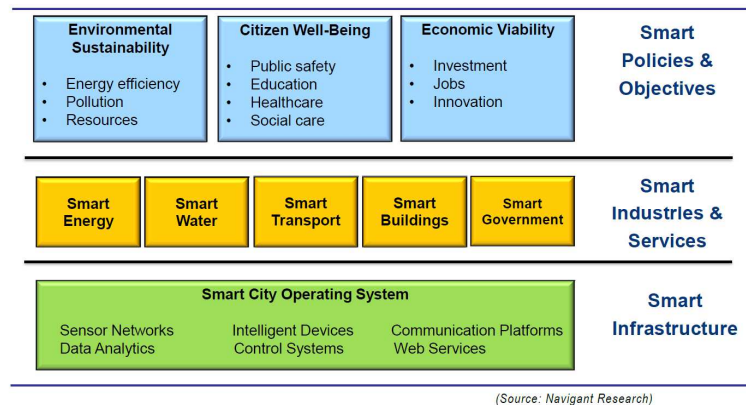 Environmental
Sustainability
• Energy efficiency
• Pollution
• Resources
Citizen Well-Being
• Public safety
• Education
• Healthcare
• Social care
Economic Viability
• Investment
• Jobs
• Innovation
Smart
Policies &
Objectives
Smart
Energy
Smart
Water
Smart
Transport
Smart
Buildings
Smart
Government
Smart
Industries &
Services
Smart City Operating System
Sensor Networks
Data Analytics
Intelligent Devices
Control Systems
Communication Platforms
Web Services
Smart
Infrastructure
(Source: Navigant Research)